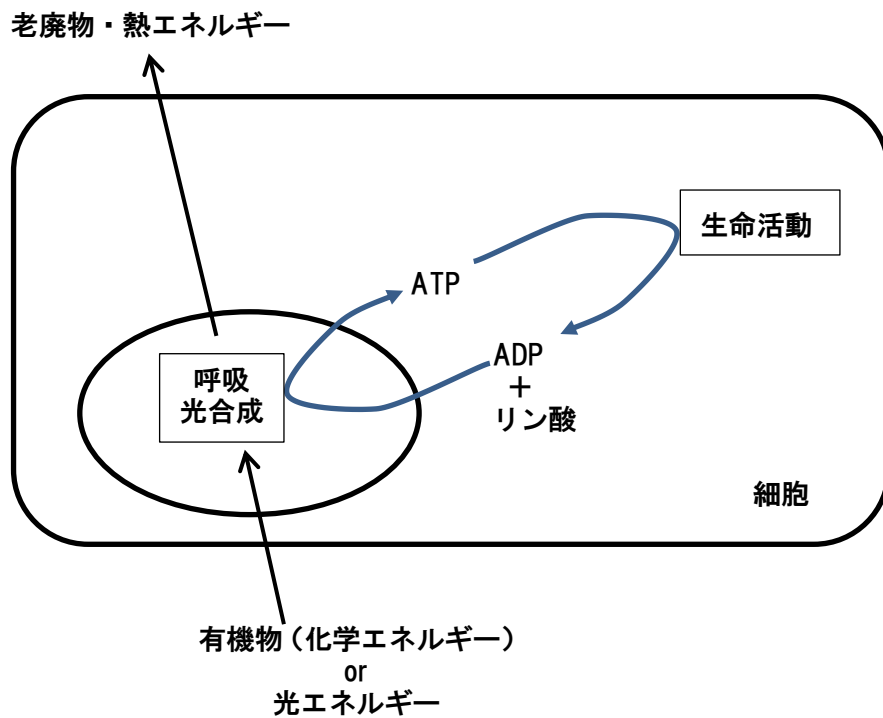 老廃物・熱エネルギー
生命活動
ATP
ADP
＋
リン酸
呼吸
光合成
細胞
有機物（化学エネルギー）
or
光エネルギー